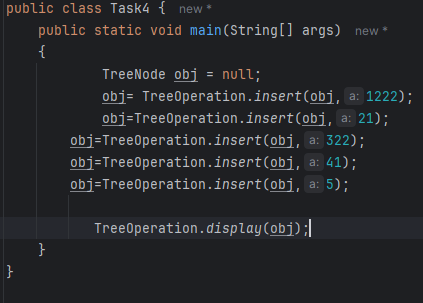 public class Task4 { new *
public static void main(String[] args) new *
{
TreeNode obj = null;
obj= TreeOperation.insert(obj, a: 1222);
obj=TreeOperation.insert(obj, a: 21);
obj=TreeOperation.insert(obj, a: 322);
obj=TreeOperation.insert(obj, a: 41);
obj=TreeOperation.insert(obj, a: 5);
TreeOperation.display(obj);
}
}